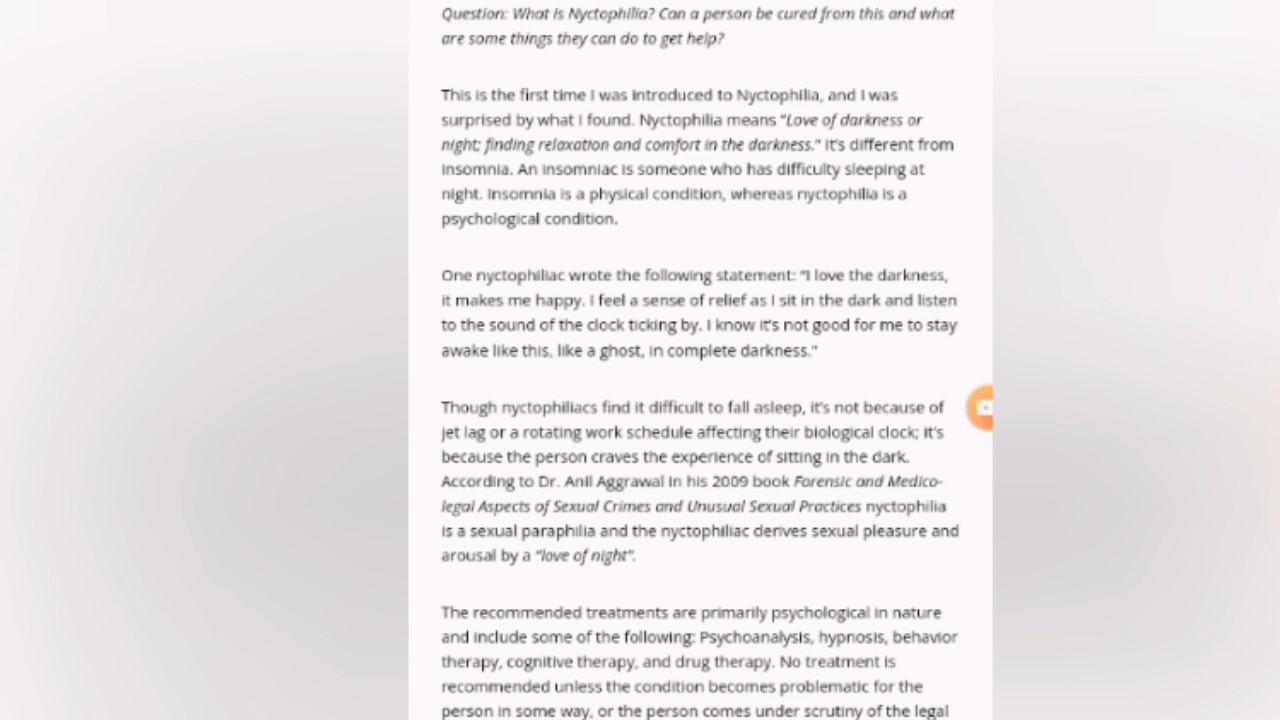 Question: What is Nyctophilia? Can a person be cured from this and what
are some things they can do to get help?
This is the first time I was introduced to Nyctophilia, and I was
surprised by what I found. Nyctophilia means “Love of darkness or
night; finding relaxation and comfort in the darkness.” It’s different from
Insomnia. An insomniac is someone who has difficulty sleeping at
night. Insomnia is a physical condition, whereas nyctophilia is a
psychological condition.
One nyctophiliac wrote the following statement: “I love the darkness,
it makes me happy. I feel a sense of relief as I sit in the dark and listen
to the sound of the clock ticking by. I know it’s not good for me to stay
awake like this, like a ghost, in complete darkness.”
Though nyctophiliacs find it difficult to fall asleep, it’s not because of
jet lag or a rotating work schedule affecting their biological clock; it’s
because the person craves the experience of sitting in the dark.
According to Dr. Anil Aggrawal in his 2009 book Forensic and Medico-
legal Aspects of Sexual Crimes and Unusual Sexual Practices nyctophilia
is a sexual paraphilia and the nyctophiliac derives sexual pleasure and
arousal by a “love of night”.
The recommended treatments are primarily psychological in nature
and include some of the following: Psychoanalysis, hypnosis, behavior
therapy, cognitive therapy, and drug therapy. No treatment is
recommended unless the condition becomes problematic for the
person in some way, or the person comes under scrutiny of the legal